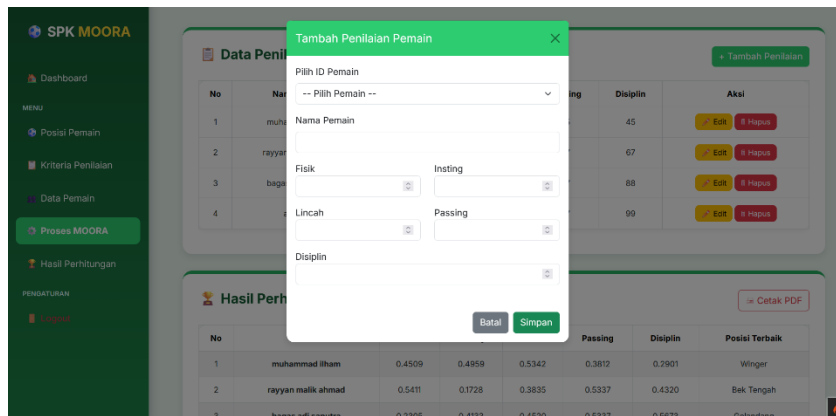 SPK MOORA
Dashboard
MENU
Posisi Pemain
Kriteria Penilaian
Data Pemain
Proses MOORA
Hasil Perhitungan
PENGATURAN
Logout
Data Penil
+ Tambah Penilaian
No Nar ing Disiplin Aksi
1 muha 45 Edit Hapus
2 rayyar 67 Edit Hapus
3 baga 88 Edit Hapus
4 99 Edit Hapus
Tambah Penilaian Pemain
Pilih ID Pemain
-- Pilih Pemain --
Nama Pemain
Fisik Insting
Lincah Passing
Disiplin
Batal Simpan
Hasil Perh
Cetak PDF
No Passing Disiplin Posisi Terbaik
1 muhammad ilham 0.4509 0.4959 0.5342 0.3812 0.2901 Winger
2 rayyan malik ahmad 0.5411 0.1728 0.3835 0.5337 0.4320 Bek Tengah